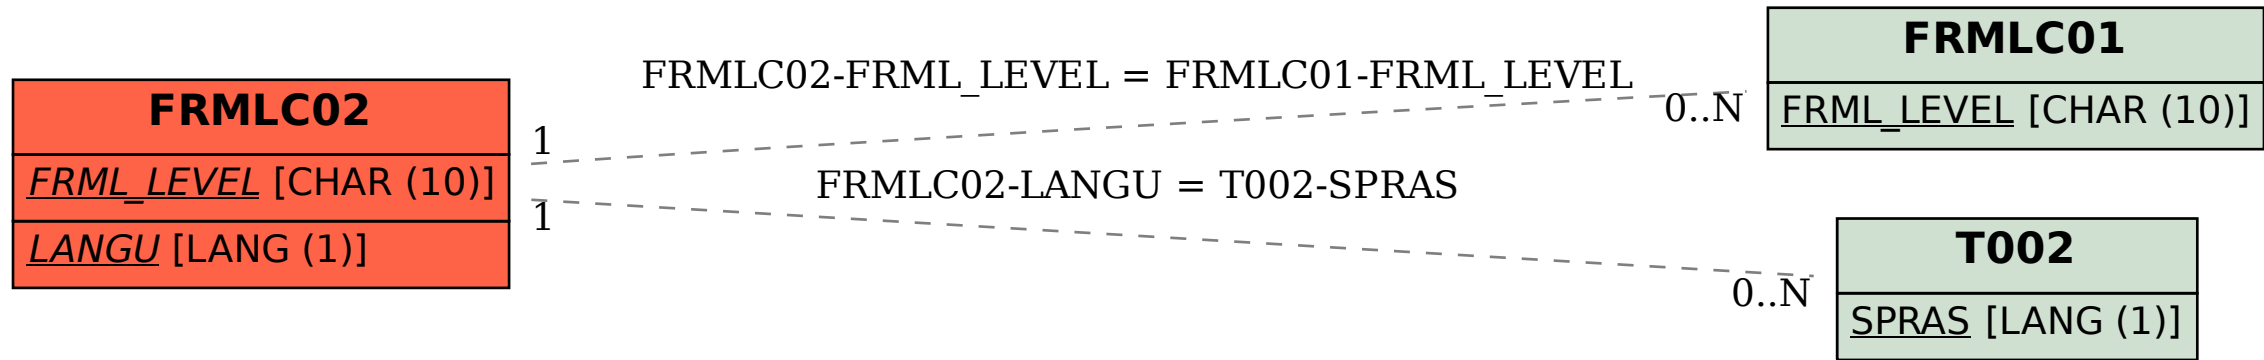 FRMLC02
FRML_LEVEL [CHAR (10)]
LANGU [LANG (1)]
FRMLC02-FRML_LEVEL = FRMLC01-FRML_LEVEL
1
0..N
FRMLC02-LANGU = T002-SPRAS
1
0..N
FRMLC01
FRML_LEVEL [CHAR (10)]
T002
SPRAS [LANG (1)]